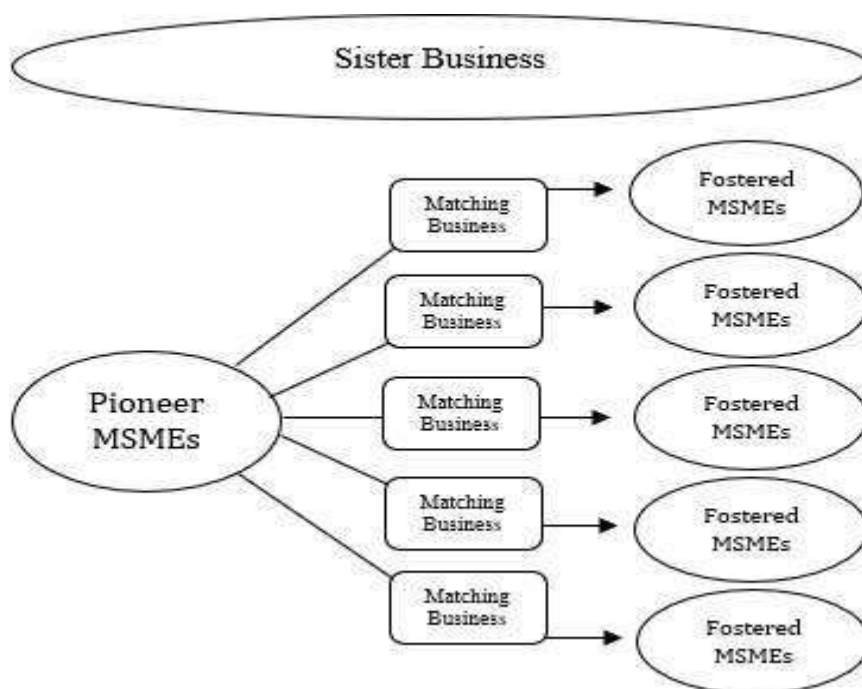 Sister Business
Matching
Business
Fostered
MSMEs
Matching
Business
Fostered
MSMEs
Pioneer
MSMEs
Matching
Business
Fostered
MSMEs
Matching
Business
Fostered
MSMEs
Matching
Business
Fostered
MSMEs